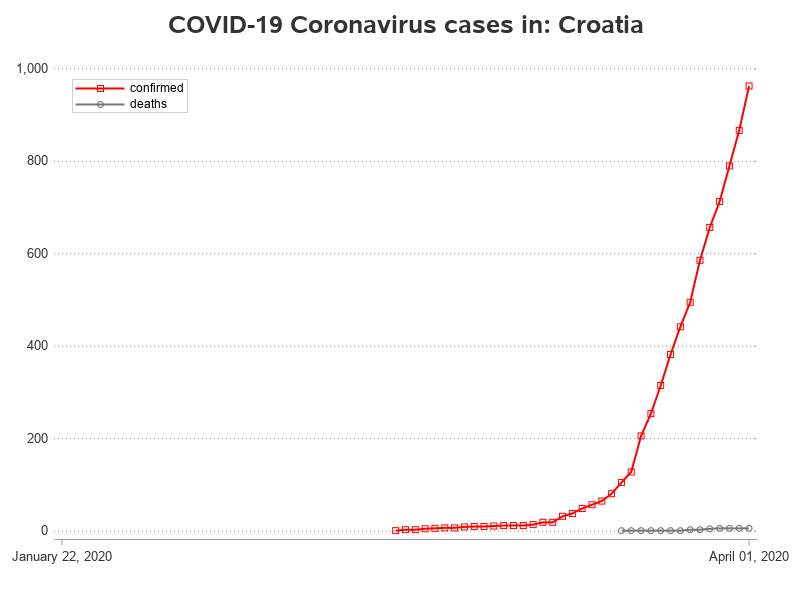 COVID-19 Coronavirus cases in: Croatia
1,000
confirmed
deaths
800
600
400
200
0
January 22, 2020
April 01, 2020